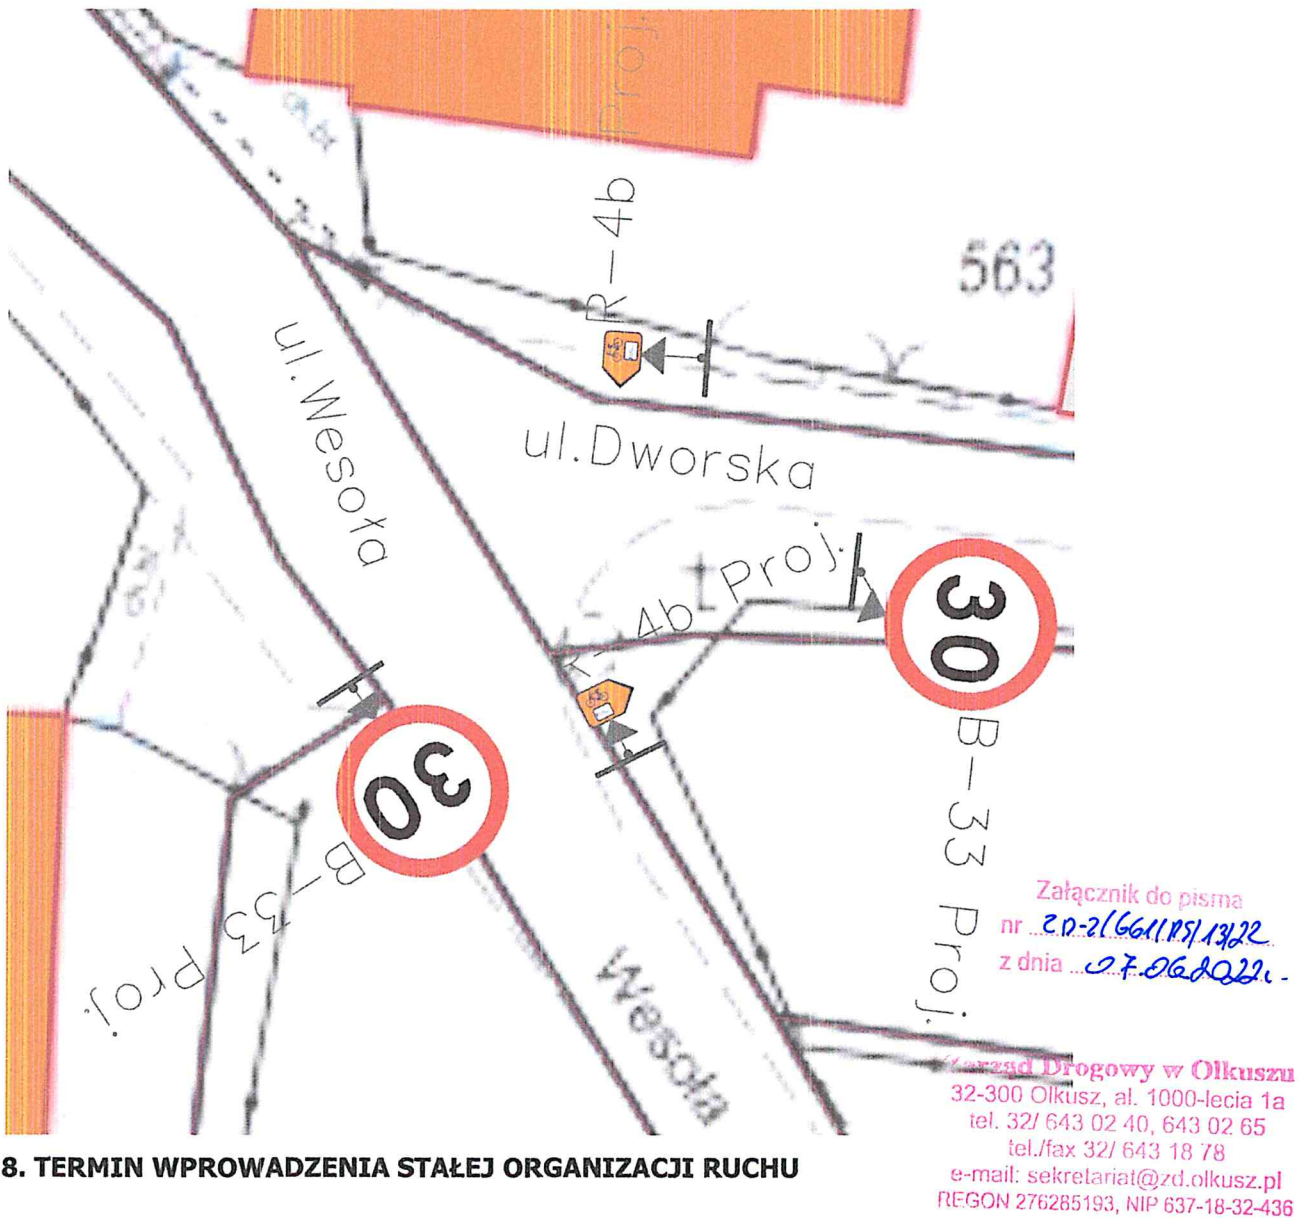 Proj.
R-4b
563
ul.Wesoła
ul.Dworska
Proj.
4b
30
30
B-33 Proj.
B-33 Proj.
Wesoła
Załącznik do pisma
nr ZD-2/661/RS/13/22
z dnia 07.06.2022r.
Zarząd Drogowy w Olkuszu
32-300 Olkusz, al. 1000-lecia 1a
tel. 32/ 643 02 40, 643 02 65
tel./fax 32/ 643 18 78
e-mail: sekretariat@zd.olkusz.pl
REGON 276285193, NIP 637-18-32-436
8. TERMIN WPROWADZENIA STAŁEJ ORGANIZACJI RUCHU